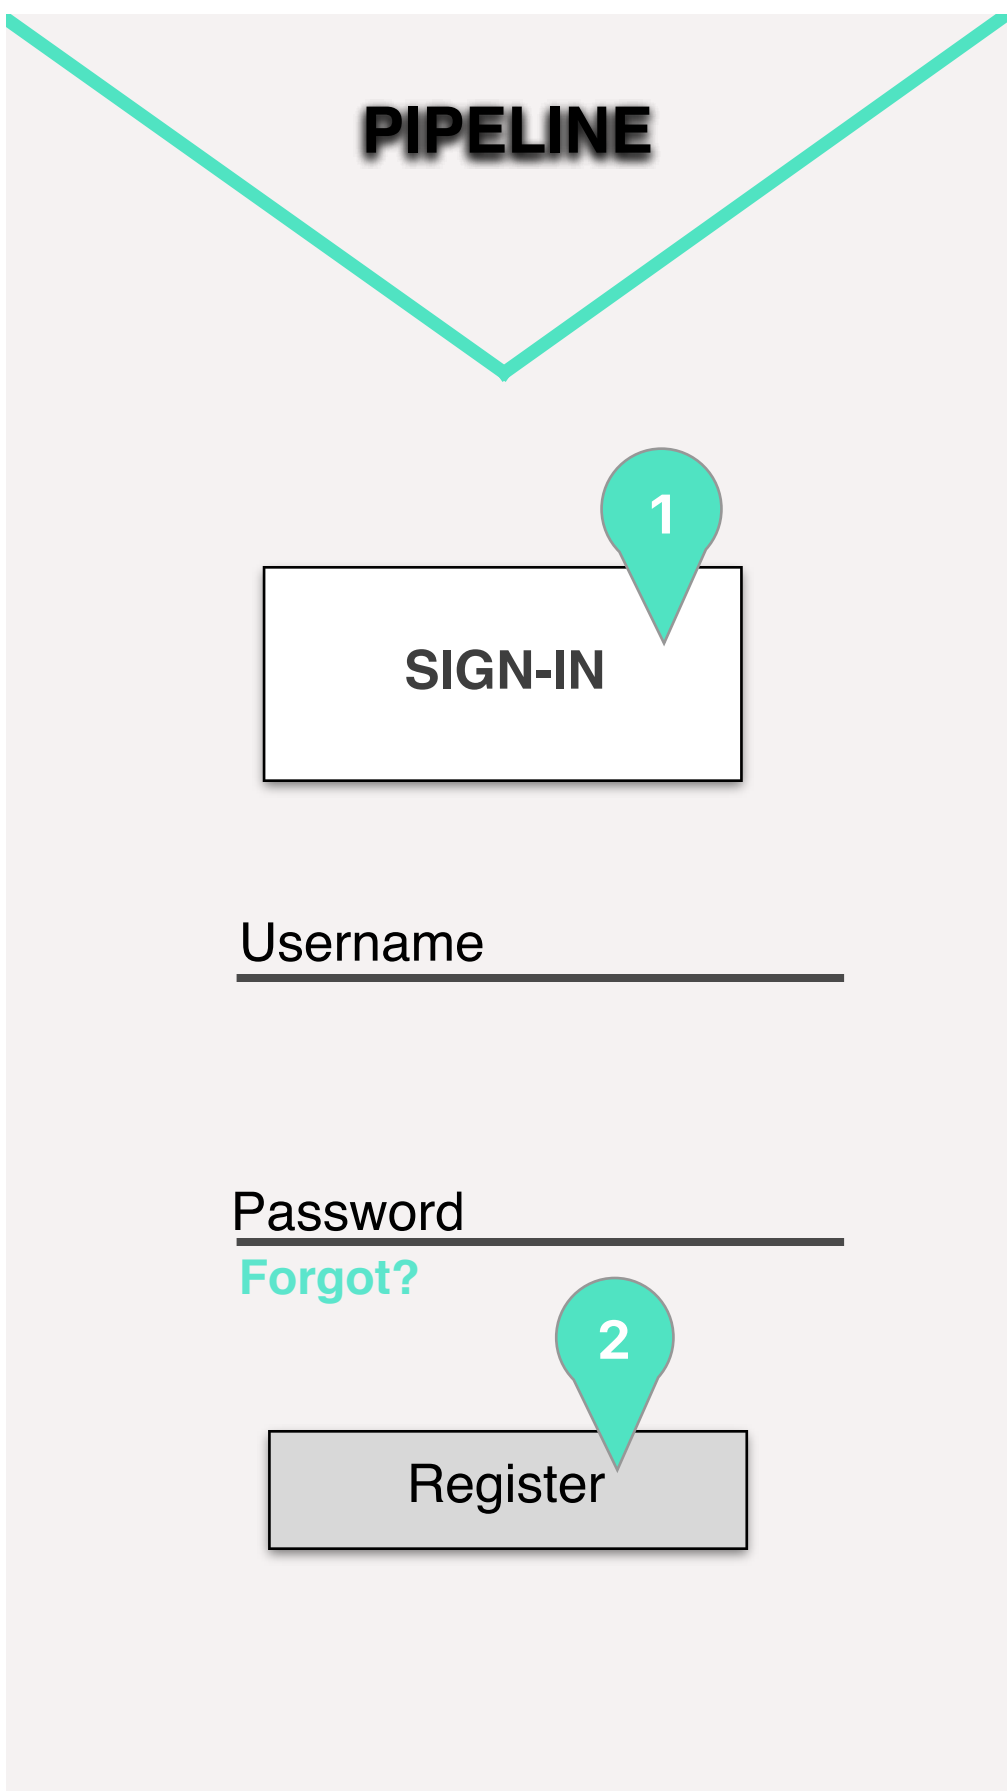 PIPELINE
1
SIGN-IN
Username
Password
Forgot?
2
Register